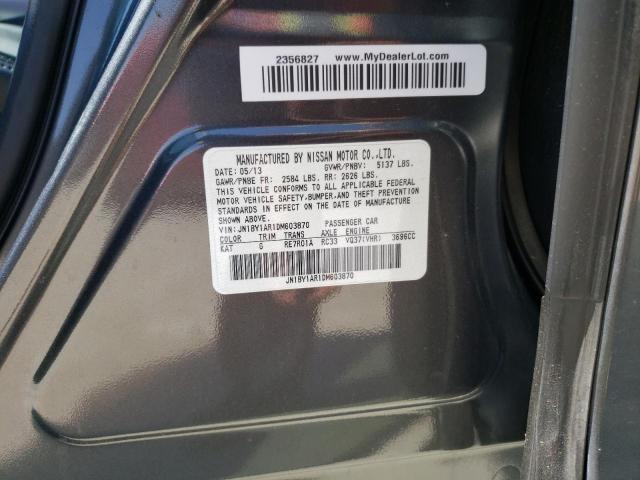 2356827 www.MyDealerLot.com
MANUFACTURED BY NISSAN MOTOR CO.,LTD.
DATE: 05/13 GVWR/PNBV: 5137 LBS.
GAWR/PNBE FR: 2584 LBS. RR: 2626 LBS.
THIS VEHICLE CONFORMS TO ALL APPLICABLE FEDERAL
MOTOR VEHICLE SAFETY,BUMPER,AND THEFT PREVENTION
STANDARDS IN EFFECT ON THE DATE OF MANUFACTURE
SHOWN ABOVE.
VIN: JN1BY1AR1DM603870 PASSENGER CAR
COLOR TRIM TRANS AXLE ENGINE
KAT G RE7R01A RC33 VQ37(VHR) 3696CC
JN1BY1AR1DM603870